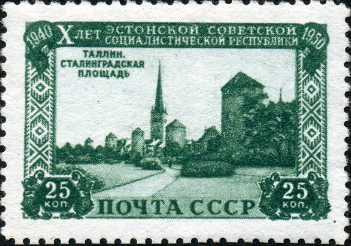 1940 X ЛЕТ ЭСТОНСКОЙ СОВЕТСКОЙ 1950
СОЦИАЛИСТИЧЕСКОЙ РЕСПУБЛИКИ
ТАЛЛИН.
СТАЛИНГРАДСКАЯ
ПЛОЩАДЬ
25 25
КОП. КОП.
ПОЧТА СССР